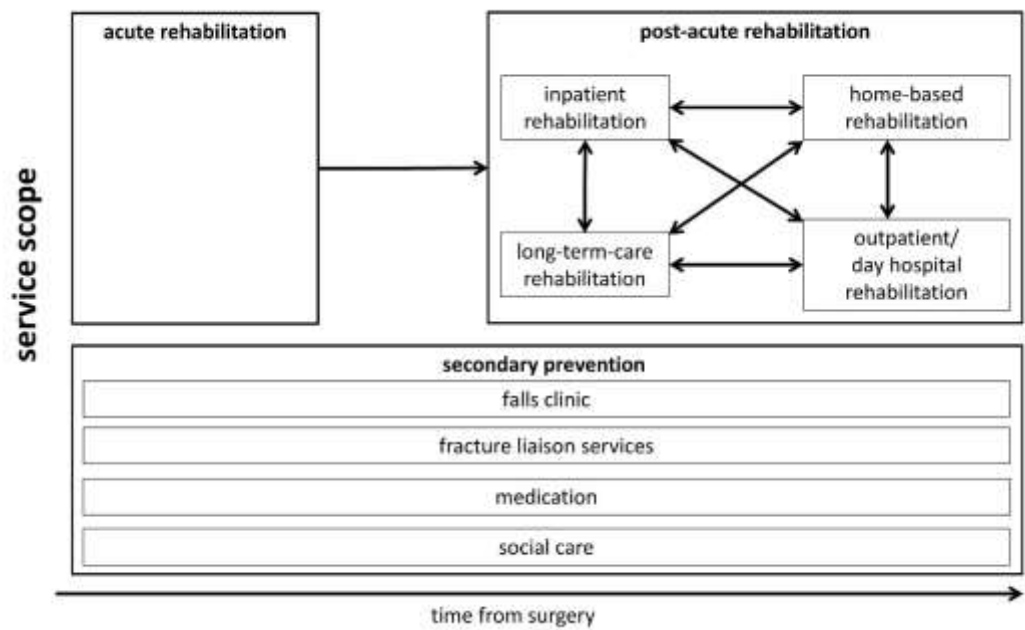 service scope
acute rehabilitation
post-acute rehabilitation
inpatient
rehabilitation
home-based
rehabilitation
long-term-care
rehabilitation
outpatient/
day hospital
rehabilitation
secondary prevention
falls clinic
fracture liaison services
medication
social care
time from surgery